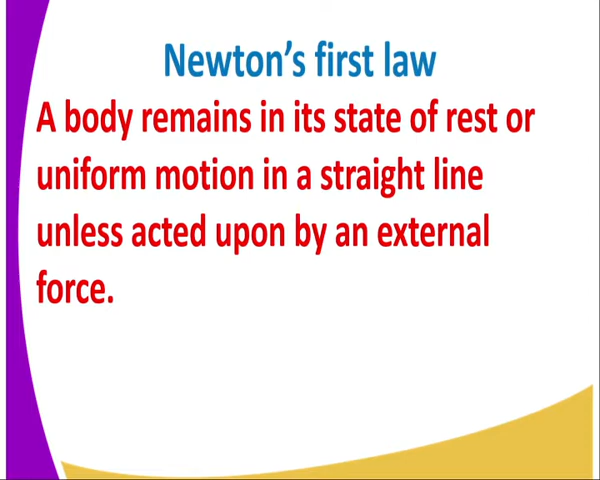 Newton’s first law
A body remains in its state of rest or
uniform motion in a straight line
unless acted upon by an external
force.